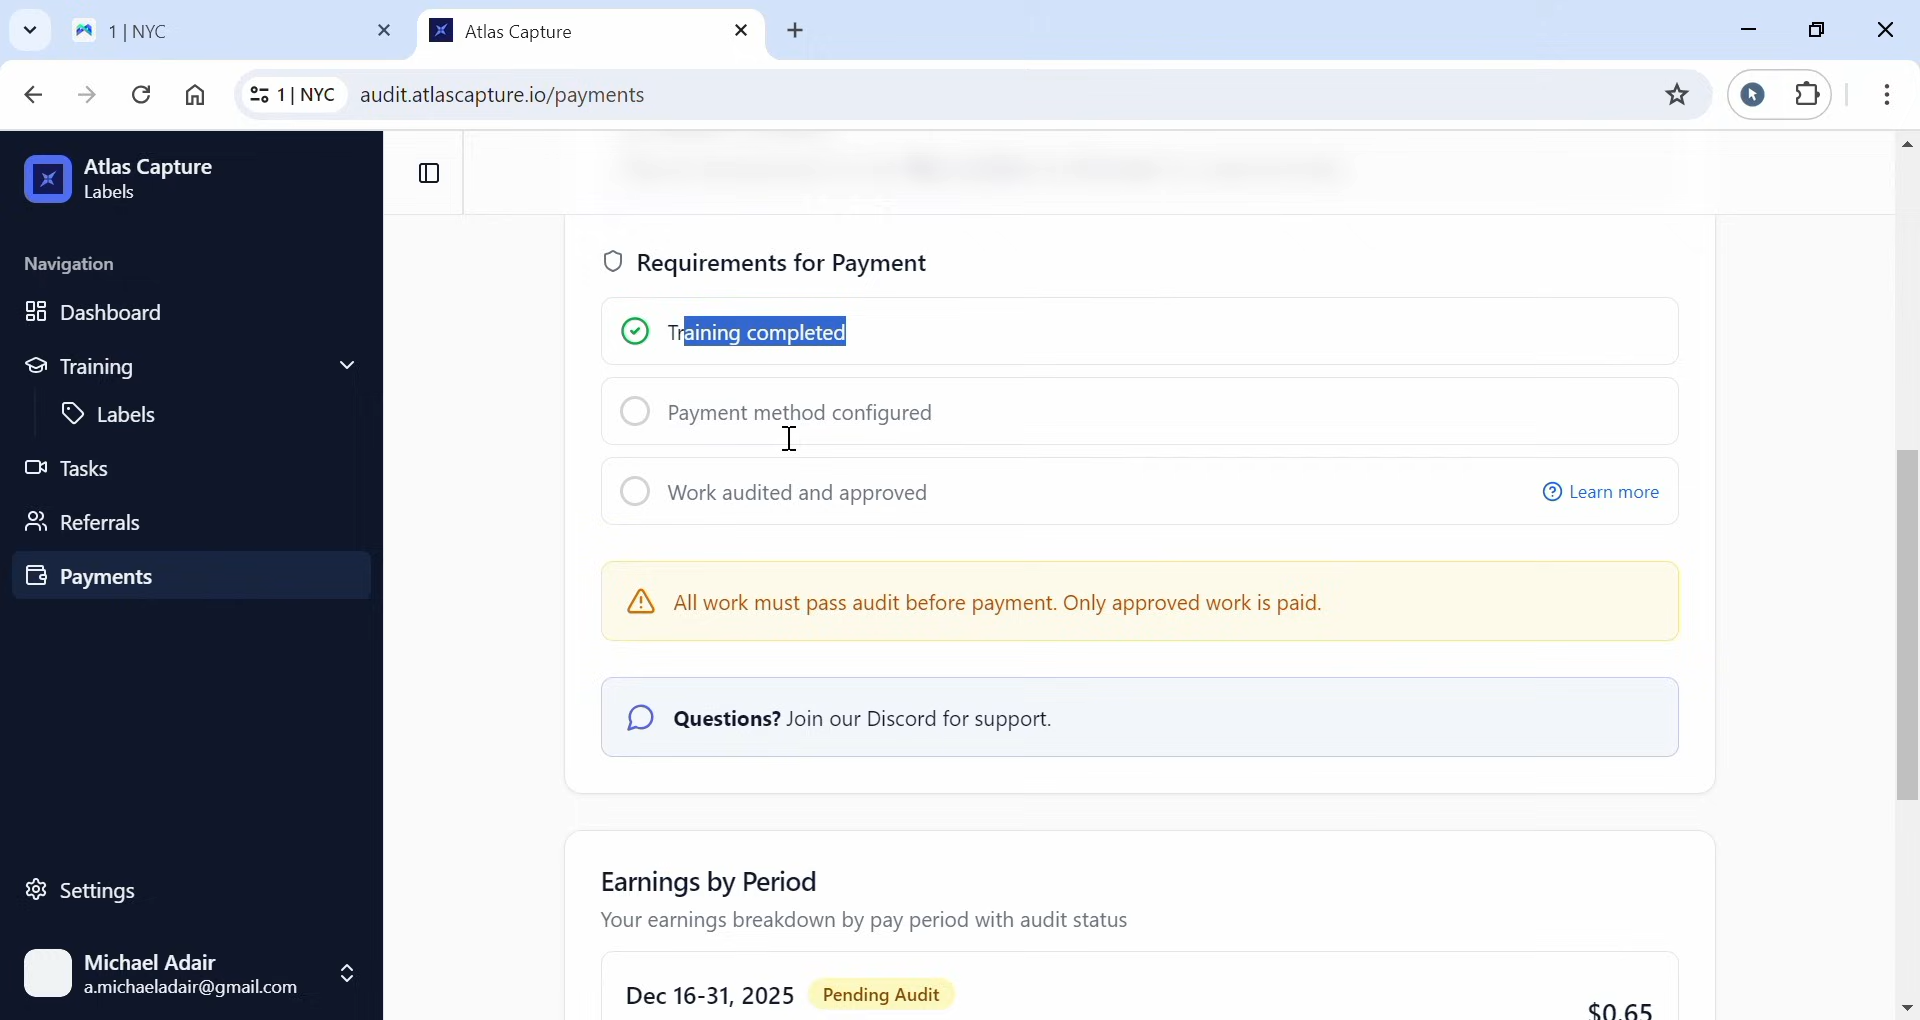 1 | NYC
Atlas Capture
1 | NYC
audit.atlascapture.io/payments
Atlas Capture
Labels
Navigation
Dashboard
Training
Labels
Tasks
Referrals
Payments
Settings
Michael Adair
a.michaeladair@gmail.com
Requirements for Payment
Training completed
Payment method configured
Work audited and approved
Learn more
All work must pass audit before payment. Only approved work is paid.
Questions? Join our Discord for support.
Earnings by Period
Your earnings breakdown by pay period with audit status
Dec 16-31, 2025
Pending Audit
$0.65